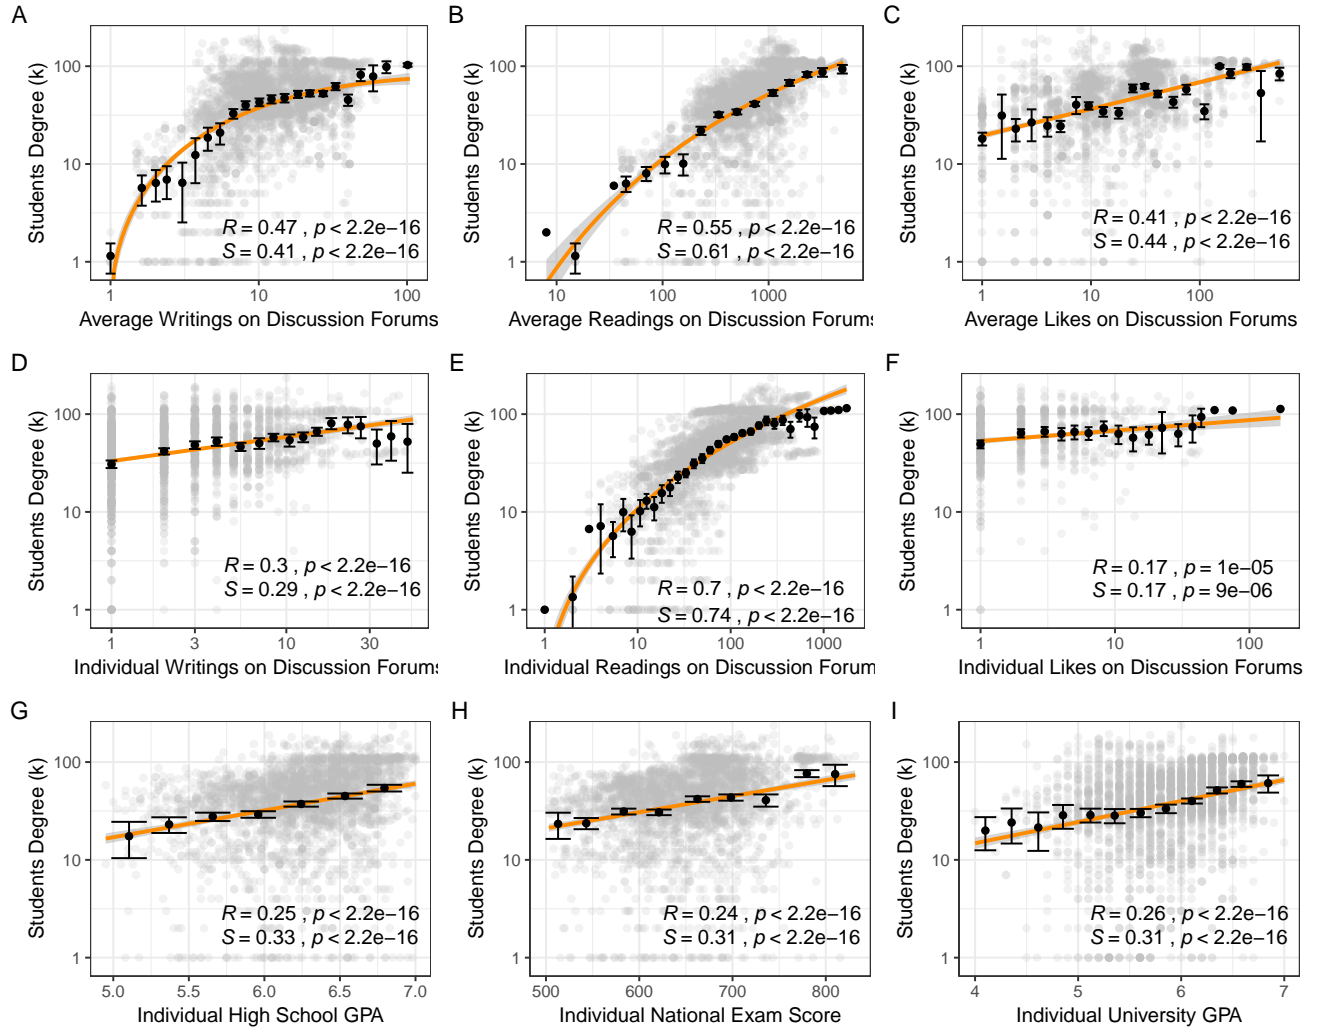 A
Students Degree (k)
100
10
1
R = 0.47 , p < 2.2e−16
S = 0.41 , p < 2.2e−16
1
10
100
Average Writings on Discussion Forums
B
Students Degree (k)
100
10
1
R = 0.55 , p < 2.2e−16
S = 0.61 , p < 2.2e−16
10
100
1000
Average Readings on Discussion Forums
C
Students Degree (k)
100
10
1
R = 0.41 , p < 2.2e−16
S = 0.44 , p < 2.2e−16
1
10
100
Average Likes on Discussion Forums
D
Students Degree (k)
100
10
1
R = 0.3 , p < 2.2e−16
S = 0.29 , p < 2.2e−16
1
3
10
30
Individual Writings on Discussion Forums
E
Students Degree (k)
100
10
1
R = 0.7 , p < 2.2e−16
S = 0.74 , p < 2.2e−16
1
10
100
1000
Individual Readings on Discussion Forum
F
Students Degree (k)
100
10
1
R = 0.17 , p = 1e−05
S = 0.17 , p = 9e−06
1
10
100
Individual Likes on Discussion Forums
G
Students Degree (k)
100
10
1
R = 0.25 , p < 2.2e−16
S = 0.33 , p < 2.2e−16
5.0
5.5
6.0
6.5
7.0
Individual High School GPA
H
Students Degree (k)
100
10
1
R = 0.24 , p < 2.2e−16
S = 0.31 , p < 2.2e−16
500
600
700
800
Individual National Exam Score
I
Students Degree (k)
100
10
1
R = 0.26 , p < 2.2e−16
S = 0.31 , p < 2.2e−16
4
5
6
7
Individual University GPA